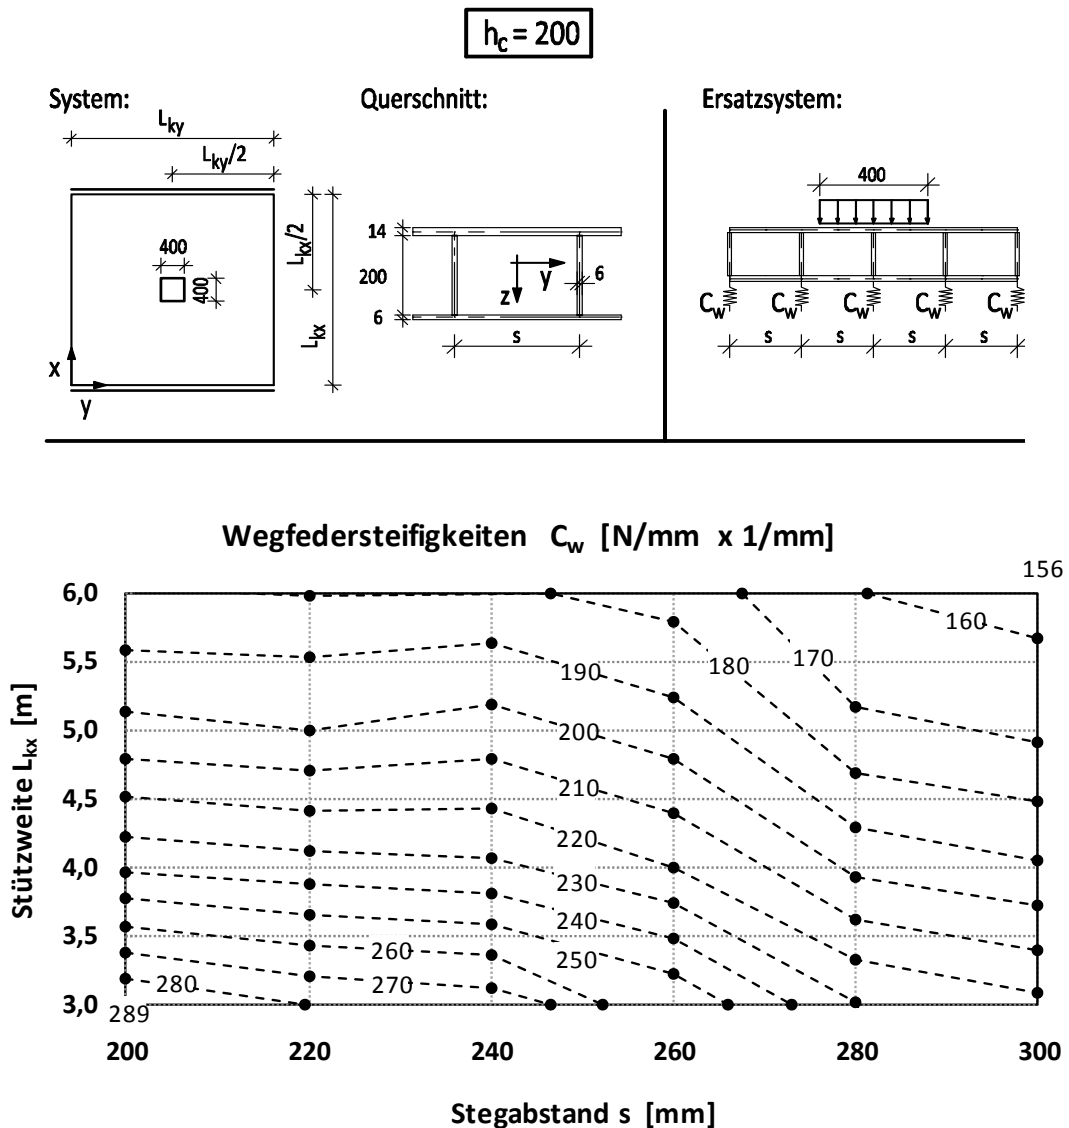 h_c = 200
System:
Querschnitt:
Ersatzsystem:
L_ky
L_ky/2
400
400
L_kx/2
L_kx
x
y
14
200
6
y
z
6
s
400
C_w
C_w
C_w
C_w
C_w
s
s
s
s
Wegfedersteifigkeiten C_w [N/mm x 1/mm]
156
6,0
5,5
5,0
4,5
4,0
3,5
3,0
Stützweite L_kx [m]
160
170
180
190
200
210
220
230
240
250
260
270
280
289
200
220
240
260
280
300
Stegabstand s [mm]